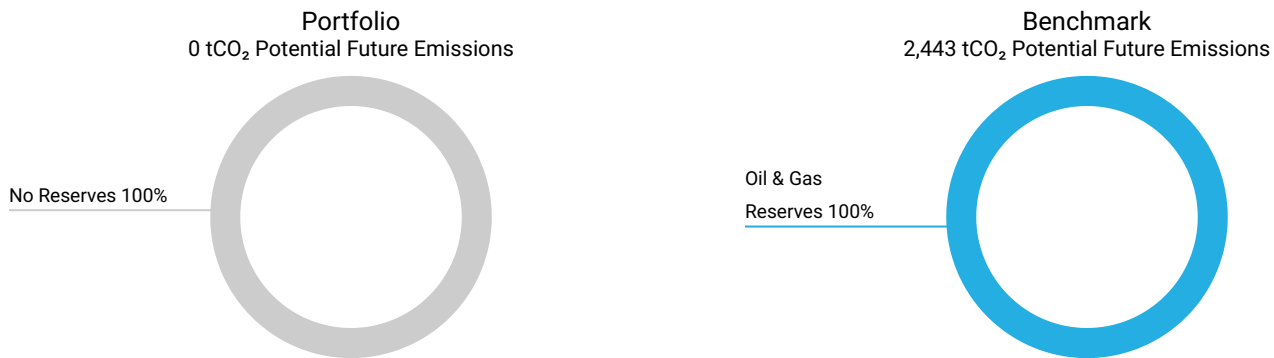 Portfolio
0 tCO₂ Potential Future Emissions
No Reserves 100%
Benchmark
2,443 tCO₂ Potential Future Emissions
Oil & Gas
Reserves 100%